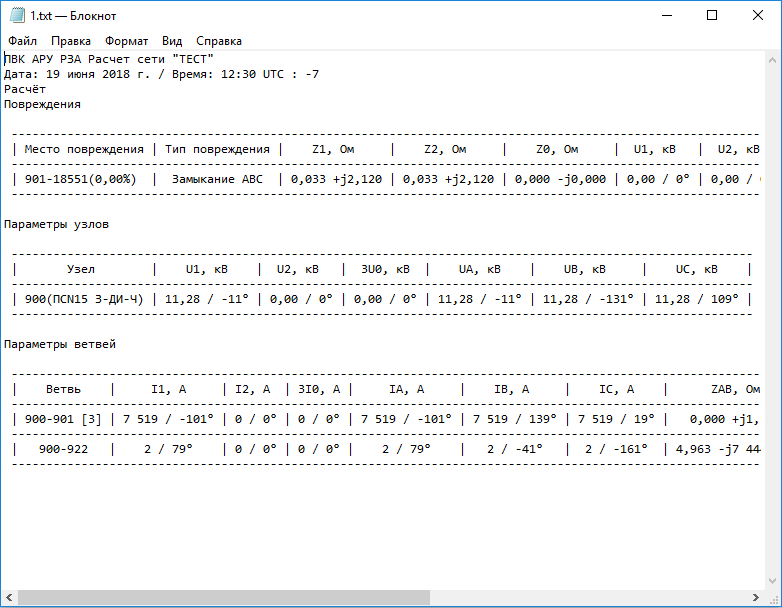 1.txt — Блокнот
Файл Правка Формат Вид Справка
ПВК АРУ РЗА Расчет сети "ТЕСТ"
Дата: 19 июня 2018 г. / Время: 12:30 UTC : -7
Расчёт
Повреждения
| Место повреждения | Тип повреждения | Z1, Ом | Z2, Ом | Z0, Ом | U1, кВ | U2, кВ
| 901-18551(0,00%) | Замыкание ABC | 0,033 +j2,120 | 0,033 +j2,120 | 0,000 -j0,000 | 0,00 / 0° | 0,00 /
Параметры узлов
| Узел | U1, кВ | U2, кВ | 3U0, кВ | UA, кВ | UB, кВ | UC, кВ |
| 900(ПСN15 З-ДИ-Ч) | 11,28 / -11° | 0,00 / 0° | 0,00 / 0° | 11,28 / -11° | 11,28 / -131° | 11,28 / 109° |
Параметры ветвей
| Ветвь | I1, А | I2, А | 3I0, А | IA, А | IB, А | IC, А | ZAB, Ом
| 900-901 [3] | 7 519 / -101° | 0 / 0° | 0 / 0° | 7 519 / -101° | 7 519 / 139° | 7 519 / 19° | 0,000 +j1,
| 900-922 | 2 / 79° | 0 / 0° | 0 / 0° | 2 / 79° | 2 / -41° | 2 / -161° | 4,963 -j7 44